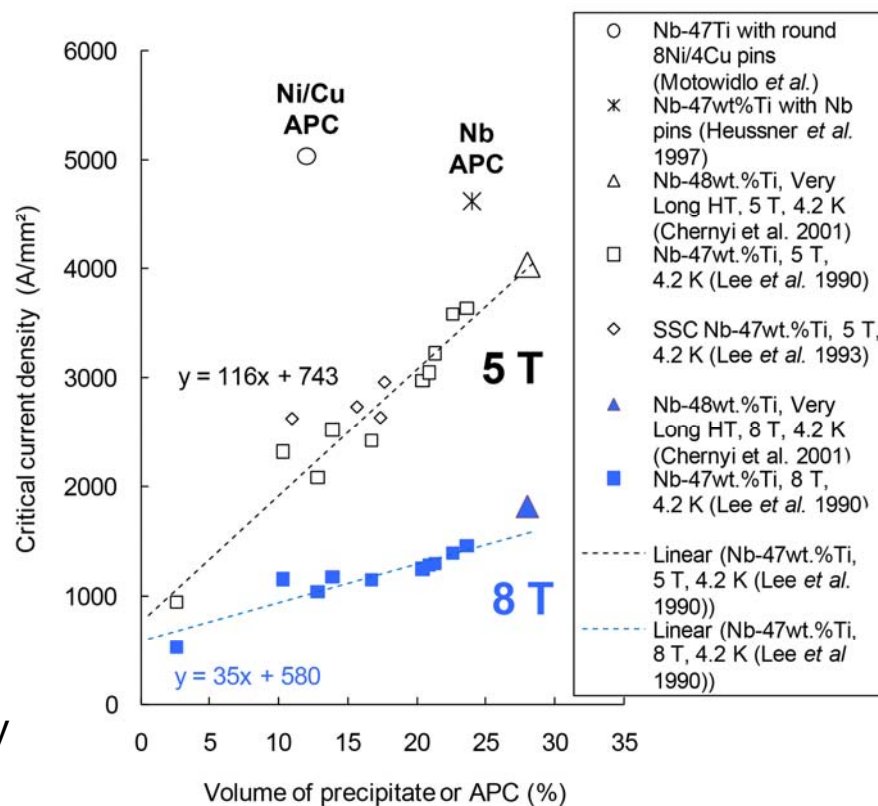 6000
5000
4000
3000
2000
1000
0
Critical current density (A/mm²)
0 5 10 15 20 25 30 35
Volume of precipitate or APC (%)
Ni/Cu
APC
Nb
APC
y = 116x + 743
5 T
8 T
y = 35x + 580
y
Nb-47Ti with round
8Ni/4Cu pins
(Motowidlo et al.)
Nb-47wt%Ti with Nb
pins (Heussner et al.
1997)
Nb-48wt.%Ti, Very
Long HT, 5 T, 4.2 K
(Chernyi et al. 2001)
Nb-47wt.%Ti, 5 T,
4.2 K (Lee et al. 1990)
SSC Nb-47wt.%Ti, 5 T,
4.2 K (Lee et al. 1993)
Nb-48wt.%Ti, Very
Long HT, 8 T, 4.2 K
(Chernyi et al. 2001)
Nb-47wt.%Ti, 8 T,
4.2 K (Lee et al. 1990)
Linear (Nb-47wt.%Ti,
5 T, 4.2 K (Lee et al.
1990))
Linear (Nb-47wt.%Ti,
8 T, 4.2 K (Lee et al
1990))